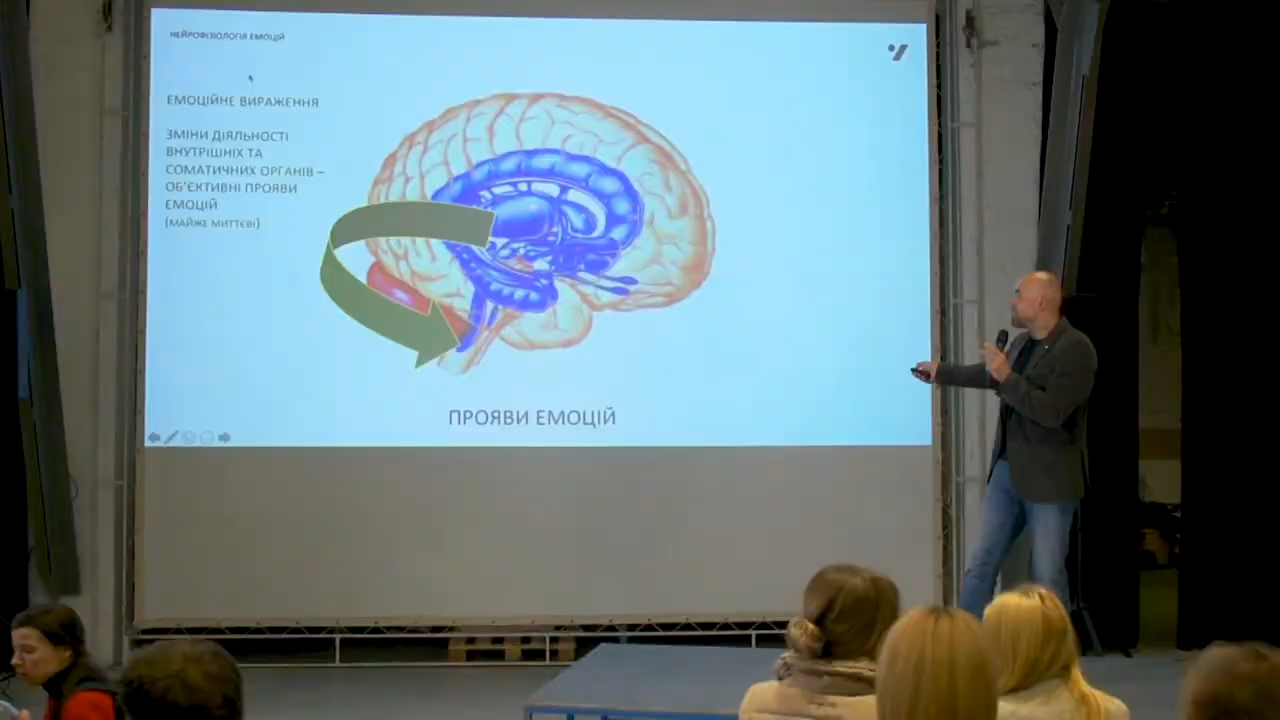 НЕЙРОФІЗІОЛОГІЯ ЕМОЦІЙ
ЕМОЦІЙНЕ ВИРАЖЕННЯ
ЗМІНИ ДІЯЛЬНОСТІ
ВНУТРІШНІХ ТА
СОМАТИЧНИХ ОРГАНІВ –
ОБ'ЄКТИВНІ ПРОЯВИ
ЕМОЦІЙ
(МАЙЖЕ МИТТЄВІ)
ПРОЯВИ ЕМОЦІЙ